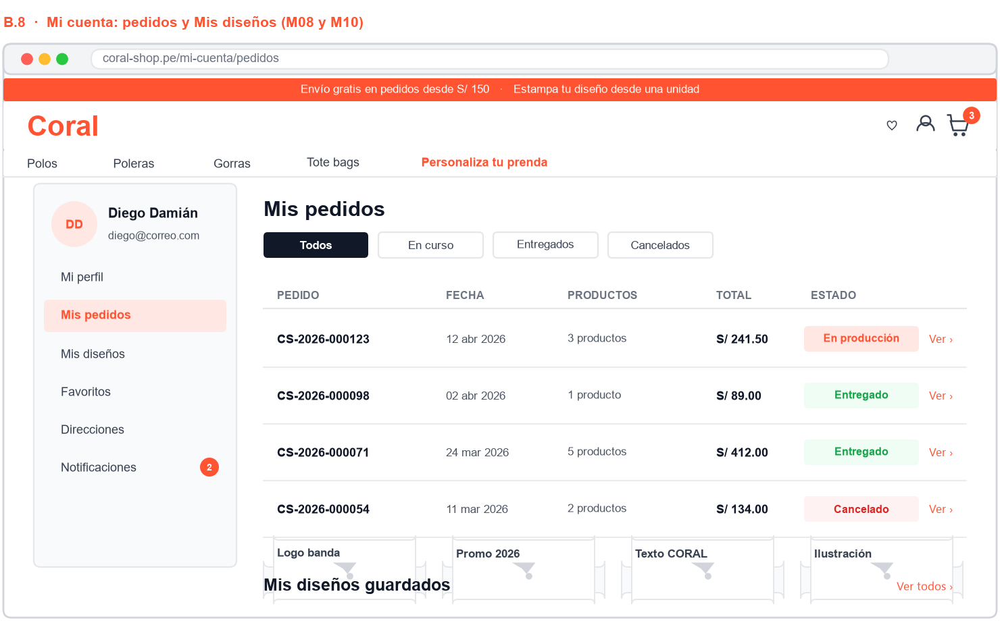 B.8 · Mi cuenta: pedidos y Mis diseños (M08 y M10)
coral-shop.pe/mi-cuenta/pedidos
Envío gratis en pedidos desde S/ 150 · Estampa tu diseño desde una unidad
Coral
3
Polos Poleras Gorras Tote bags Personaliza tu prenda
DD
Diego Damián
diego@correo.com
Mi perfil
Mis pedidos
Mis diseños
Favoritos
Direcciones
Notificaciones 2
Mis pedidos
Todos En curso Entregados Cancelados
PEDIDO FECHA PRODUCTOS TOTAL ESTADO
CS-2026-000123 12 abr 2026 3 productos S/ 241.50 En producción Ver ›
CS-2026-000098 02 abr 2026 1 producto S/ 89.00 Entregado Ver ›
CS-2026-000071 24 mar 2026 5 productos S/ 412.00 Entregado Ver ›
CS-2026-000054 11 mar 2026 2 productos S/ 134.00 Cancelado Ver ›
Logo banda Promo 2026 Texto CORAL Ilustración
Mis diseños guardados Ver todos ›